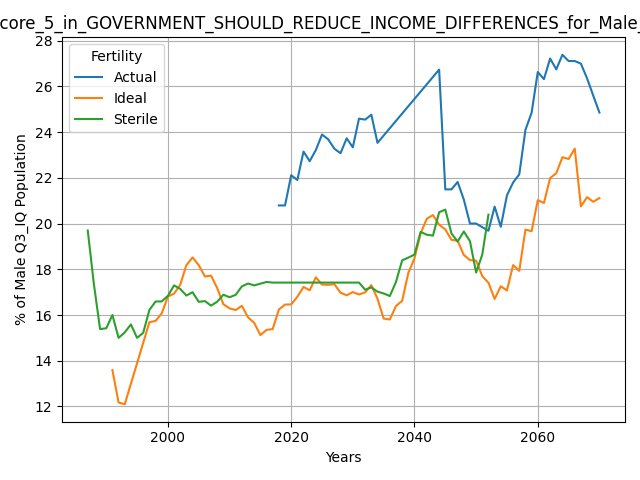 core_5_in_GOVERNMENT_SHOULD_REDUCE_INCOME_DIFFERENCES_for_Male_
28
26
24
22
20
18
16
14
12
% of Male Q3_IQ Population
Fertility
Actual
Ideal
Sterile
2000
2020
2040
2060
Years